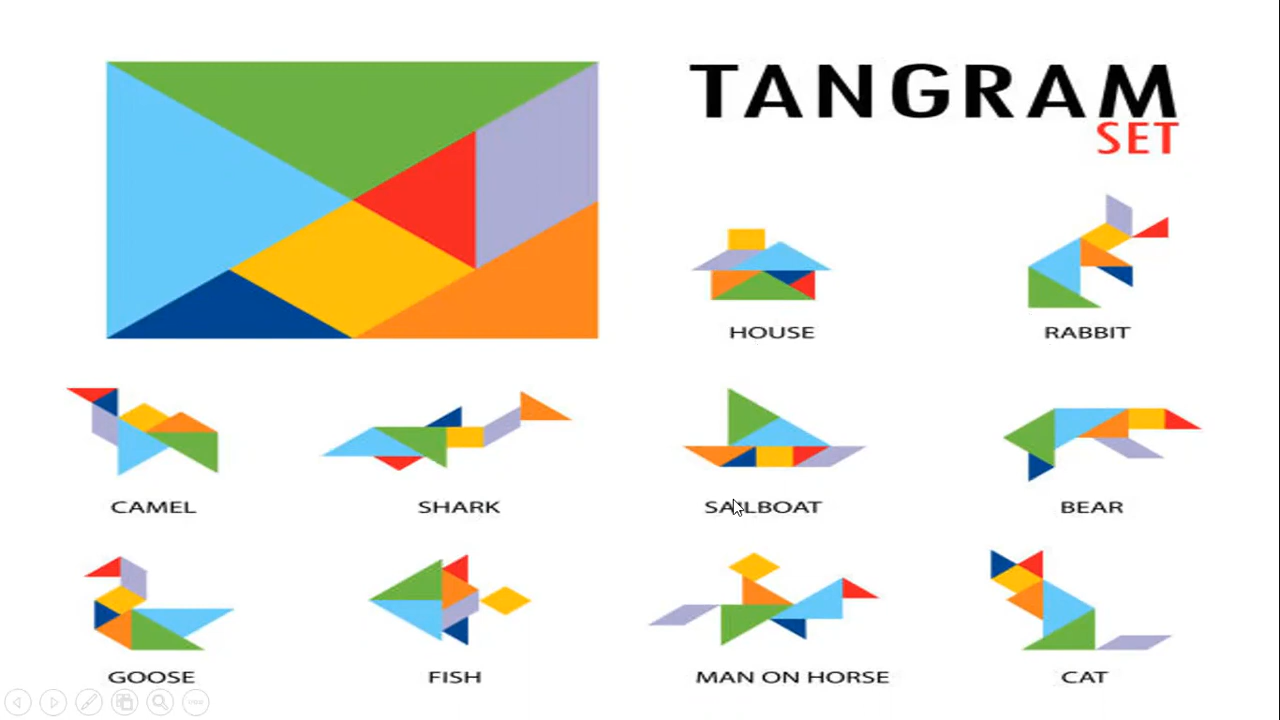 TANGRAM
SET
HOUSE
RABBIT
CAMEL
SHARK
SAILBOAT
BEAR
GOOSE
FISH
MAN ON HORSE
CAT